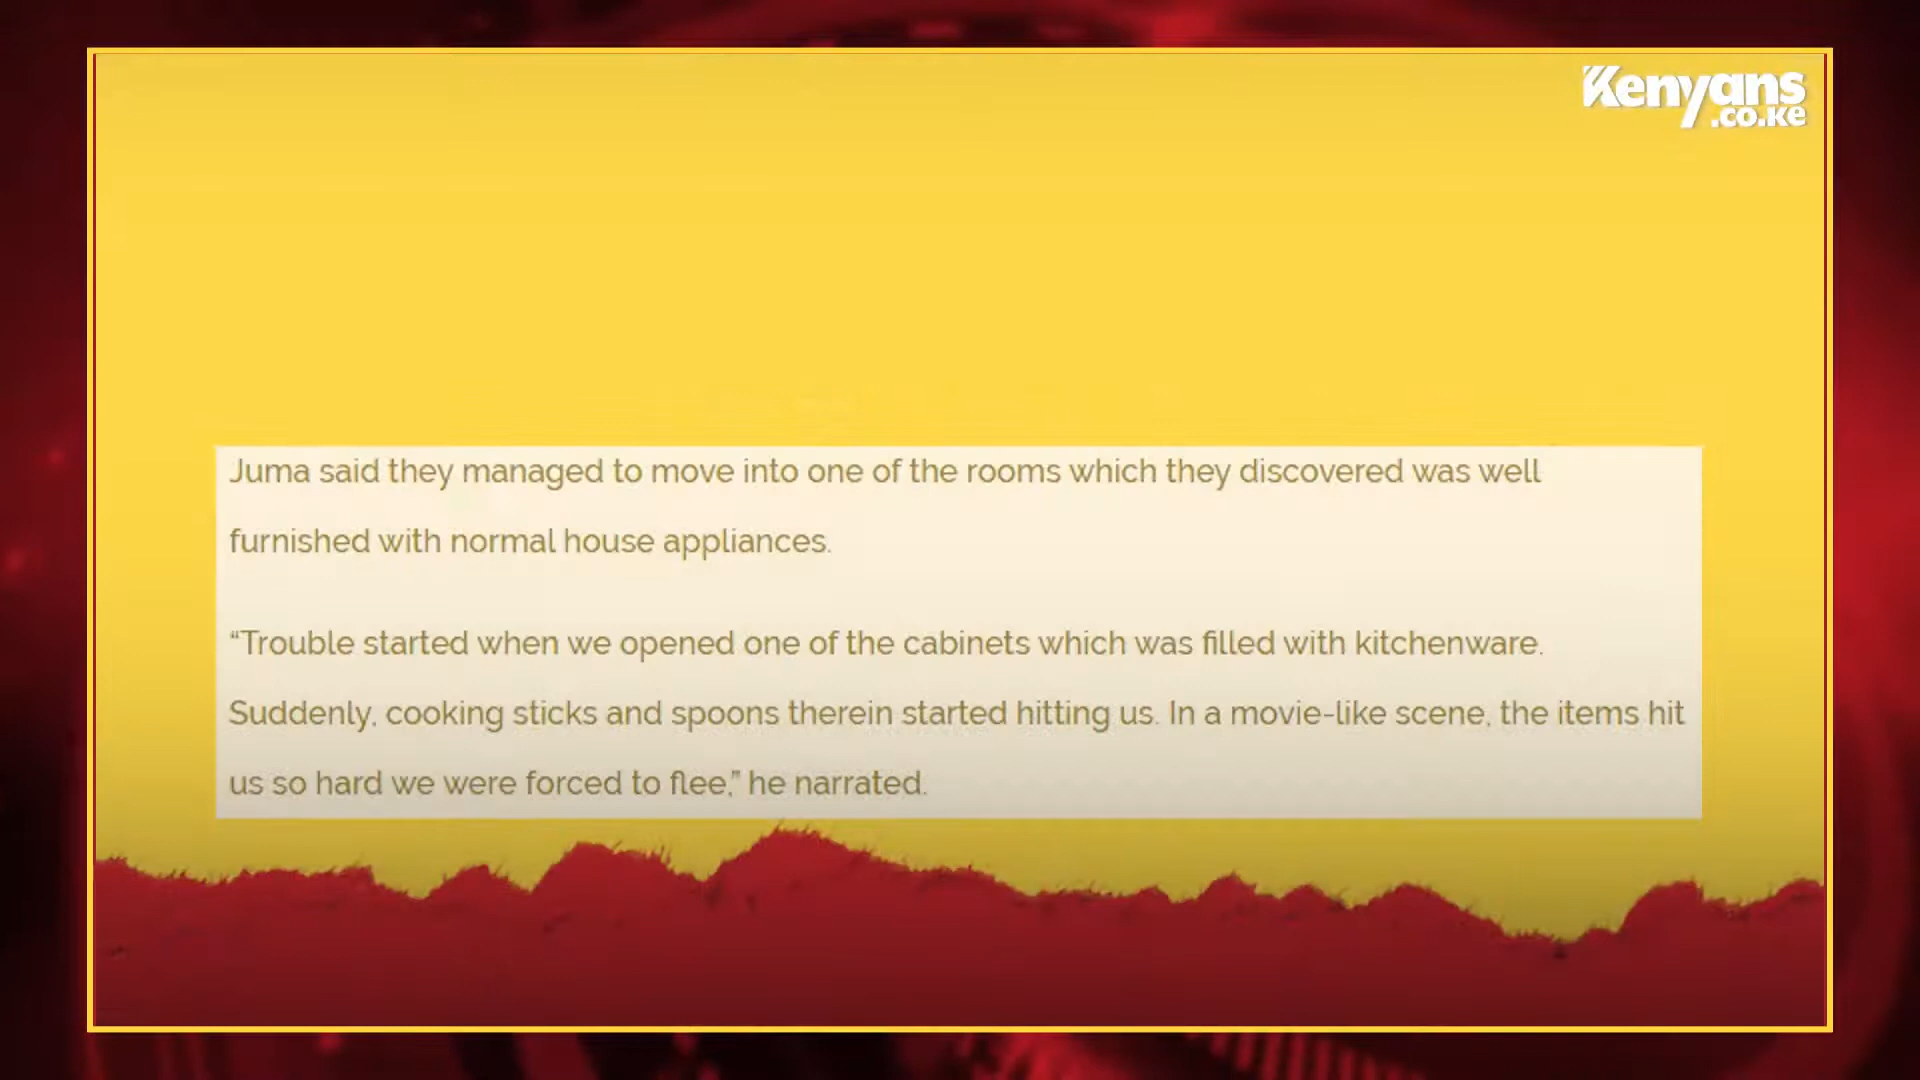 Kenyans
.co.ke
Juma said they managed to move into one of the rooms which they discovered was well
furnished with normal house appliances.
“Trouble started when we opened one of the cabinets which was filled with kitchenware.
Suddenly, cooking sticks and spoons therein started hitting us. In a movie-like scene, the items hit
us so hard we were forced to flee,” he narrated.